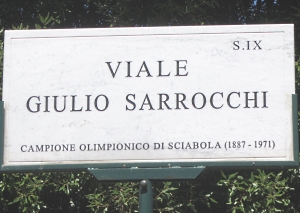 S.IX
VIALE
GIULIO SARROCCHI
CAMPIONE OLIMPIONICO DI SCIABOLA (1887 - 1971)